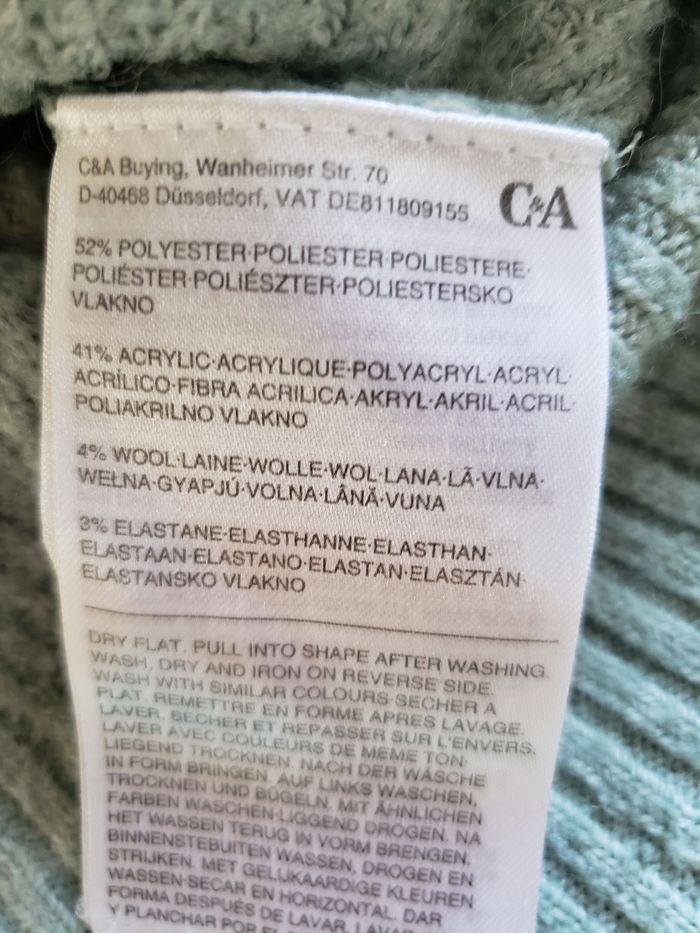 C&A Buying, Wanheimer Str. 70
D-40468 Düsseldorf, VAT DE811809155
C&A
52% POLYESTER·POLIESTER·POLIESTERE·
POLIÉSTER·POLIÉSZTER·POLIESTERSKO
VLAKNO
41% ACRYLIC·ACRYLIQUE·POLYACRYL·ACRYL·
ACRÍLICO·FIBRA ACRILICA·AKRYL·AKRIL·ACRIL·
POLIAKRILNO VLAKNO
4% WOOL·LAINE·WOLLE·WOL·LANA·LÃ·VLNA·
WEŁNA·GYAPJÚ·VOLNA·LÂNĂ·VUNA
3% ELASTANE·ELASTHANNE·ELASTHAN·
ELASTAAN·ELASTANO·ELASTAN·ELASZTÁN·
ELASTANSKO VLAKNO
DRY FLAT. PULL INTO SHAPE AFTER WASHING.
WASH, DRY AND IRON ON REVERSE SIDE.
WASH WITH SIMILAR COLOURS·SECHER A
PLAT. REMETTRE EN FORME APRES LAVAGE.
LAVER, SECHER ET REPASSER SUR L'ENVERS.
LAVER AVEC COULEURS DE MEME TON·
LIEGEND TROCKNEN. NACH DER WÄSCHE
IN FORM BRINGEN. AUF LINKS WASCHEN,
TROCKNEN UND BÜGELN. MIT ÄHNLICHEN
FARBEN WASCHEN·LIGGEND DROGEN. NA
HET WASSEN TERUG IN VORM BRENGEN.
BINNENSTEBUITEN WASSEN, DROGEN EN
STRIJKEN. MET GELIJKAARDIGE KLEUREN
WASSEN·SECAR EN HORIZONTAL. DAR
FORMA DESPUÉS DE LAVAR. LAVAR
Y PLANCHAR POR EL